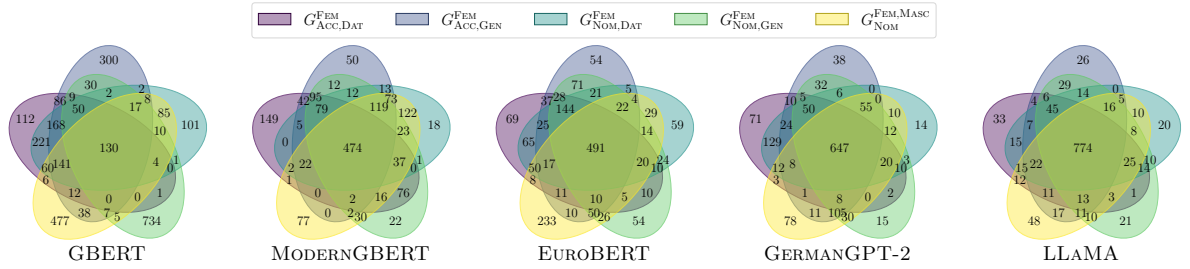 G^FEM_ACC,DAT G^FEM_ACC,GEN G^FEM_NOM,DAT G^FEM_NOM,GEN G^FEM,MASC_NOM
300 50 54 38 38
30 2 2 12 12 13 71 21 5 32 6 0 29 14 0
86 9 50 17 8 42 95 79 119 73 37 28 144 22 4 10 5 50 55 0 4 6 45 16 5
112 168 85 101 149 5 122 18 69 25 29 59 71 24 10 14 33 7 10 20
221 10 0 23 65 14 129 12 15 8
130 474 491 647 774
60 141 4 0 1 2 22 37 1 0 50 17 20 24 10 12 8 20 3 10 15 22 25 10 14
6 12 0 0 1 1 0 2 16 76 8 11 10 5 10 3 0 8 0 2 12 11 13 3 1
477 38 7 5 734 77 0 2 30 22 233 10 50 26 54 78 11 105 30 15 48 17 11 10 21
GBERT MODERNGBERT EUROBERT GERMANGPT-2 LLAMA